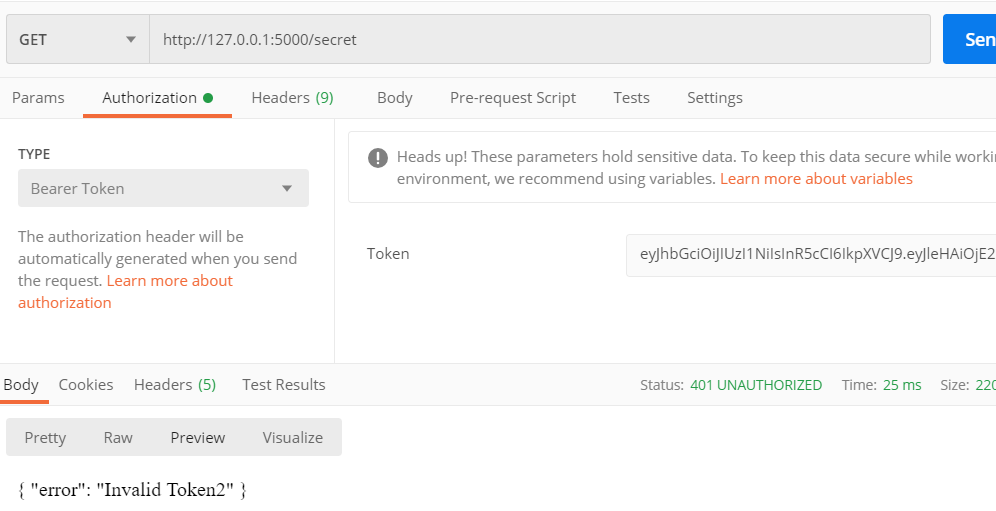 GET http://127.0.0.1:5000/secret Sen
Params Authorization Headers (9) Body Pre-request Script Tests Settings
TYPE
Bearer Token
The authorization header will be
automatically generated when you send
the request. Learn more about
authorization
Heads up! These parameters hold sensitive data. To keep this data secure while workin
environment, we recommend using variables. Learn more about variables
Token eyJhbGciOiJIUzI1NiIsInR5cCI6IkpXVCJ9.eyJleHAiOjE2
Body Cookies Headers (5) Test Results Status: 401 UNAUTHORIZED Time: 25 ms Size: 220
Pretty Raw Preview Visualize
{ "error": "Invalid Token2" }